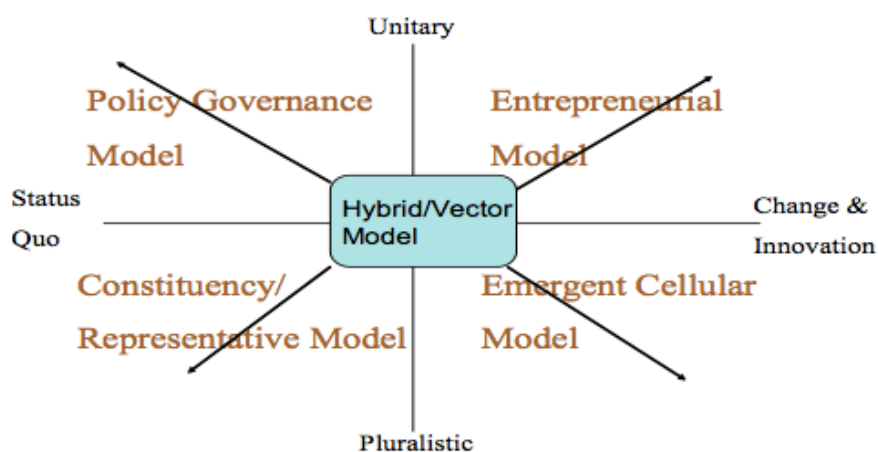 Unitary
Policy Governance
Model
Entrepreneurial
Model
Status
Quo
Hybrid/Vector
Model
Change &
Innovation
Constituency/
Representative Model
Emergent Cellular
Model
Pluralistic